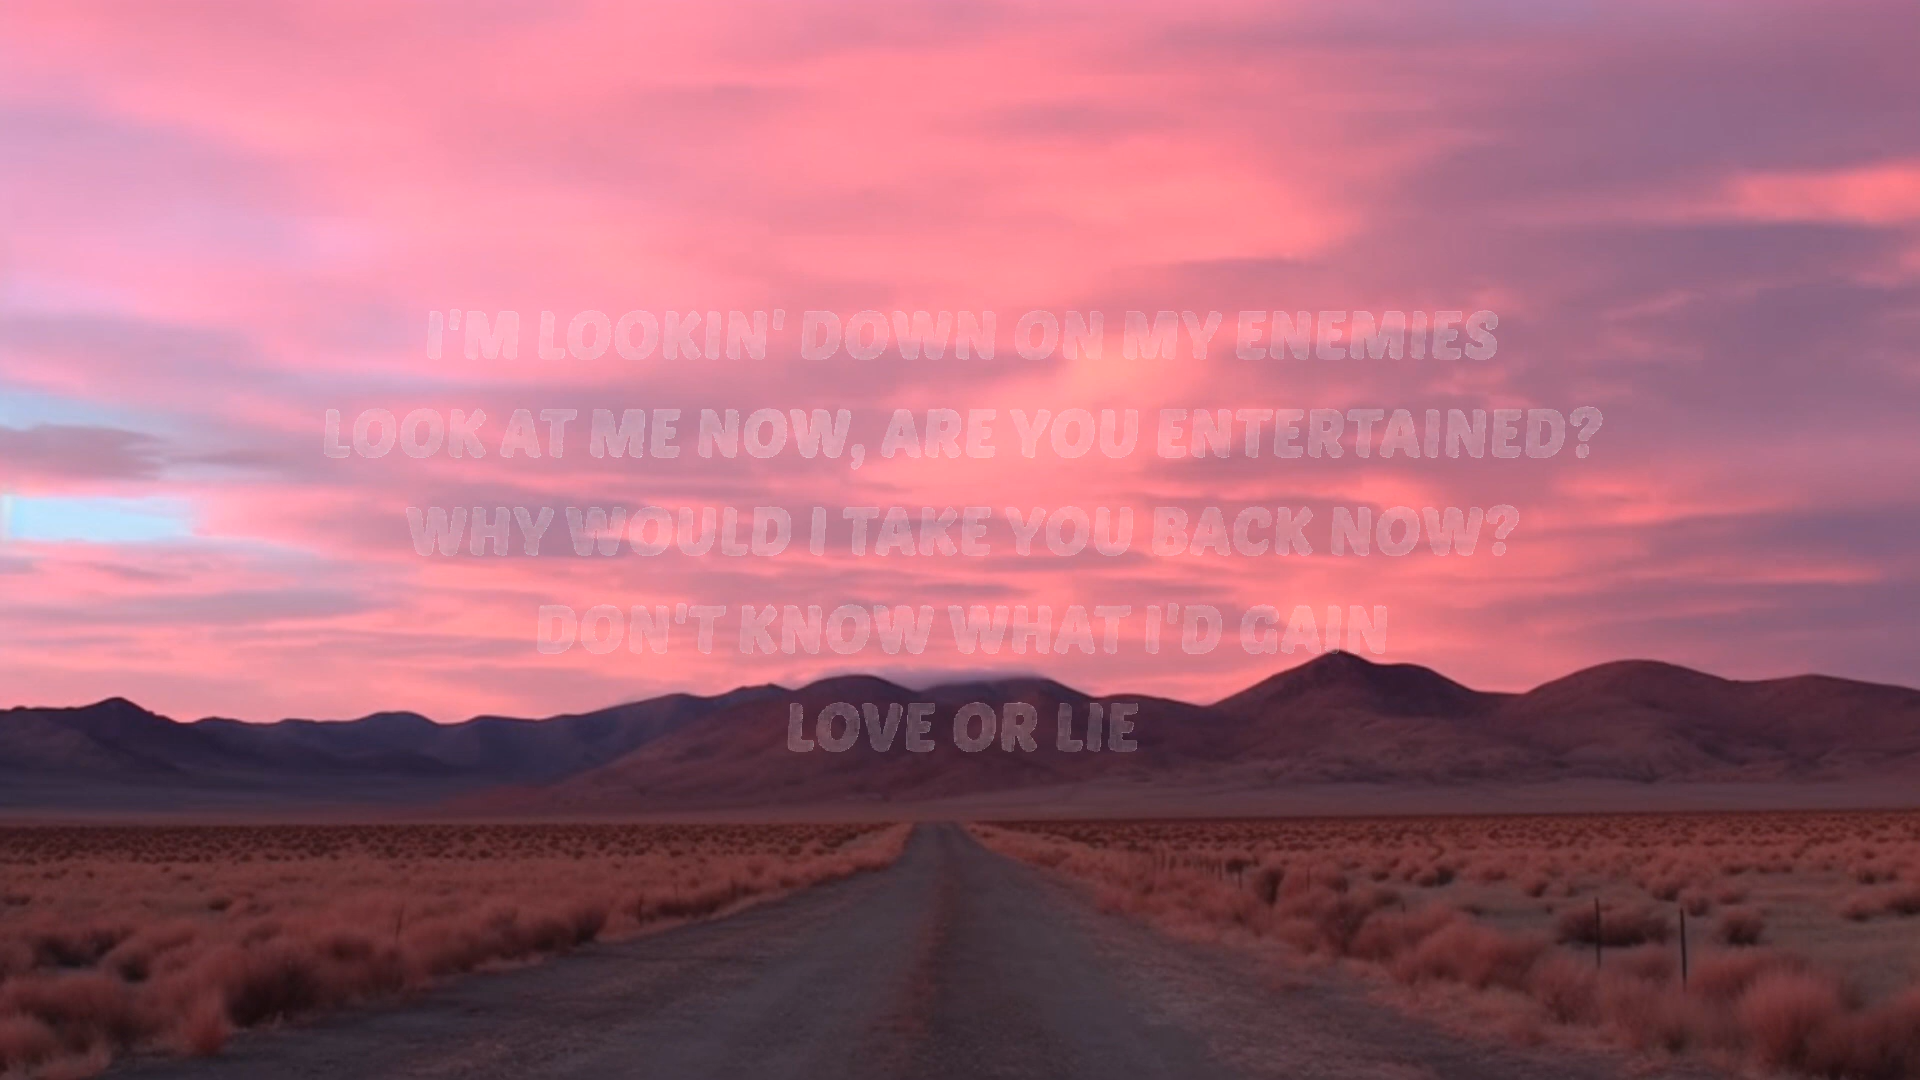 I'M LOOKIN' DOWN ON MY ENEMIES
LOOK AT ME NOW, ARE YOU ENTERTAINED?
WHY WOULD I TAKE YOU BACK NOW?
DON'T KNOW WHAT I'D GAIN
LOVE OR LIE